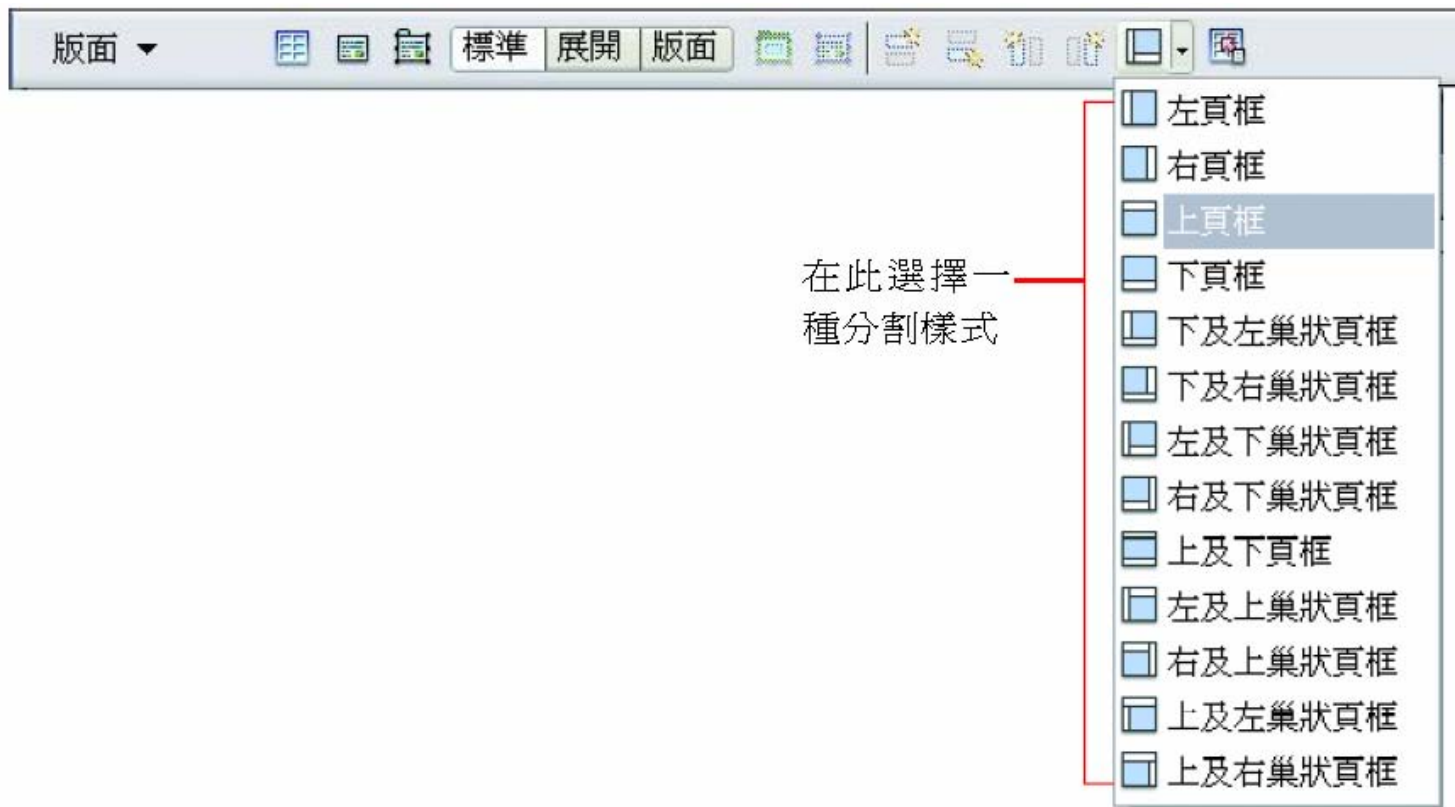 版面 標準 展開 版面
左頁框
右頁框
上頁框
下頁框
下及左巢狀頁框
下及右巢狀頁框
左及下巢狀頁框
右及下巢狀頁框
上及下頁框
左及上巢狀頁框
右及上巢狀頁框
上及左巢狀頁框
上及右巢狀頁框
在此選擇一
種分割樣式